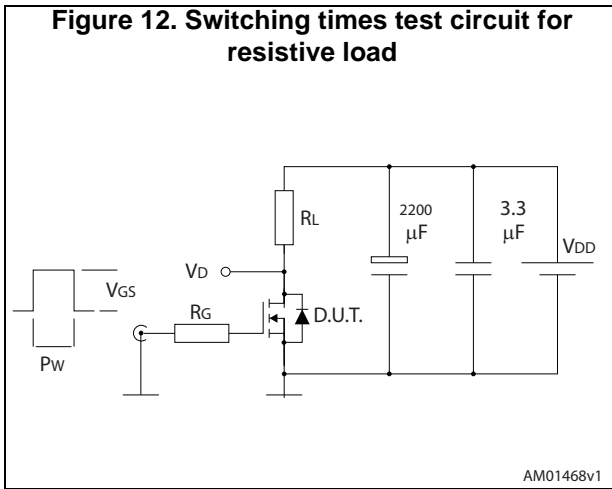 Figure 12. Switching times test circuit for
resistive load
RL
2200
μF
3.3
μF
VDD
VD
VGS
RG
D.U.T.
PW
AM01468v1